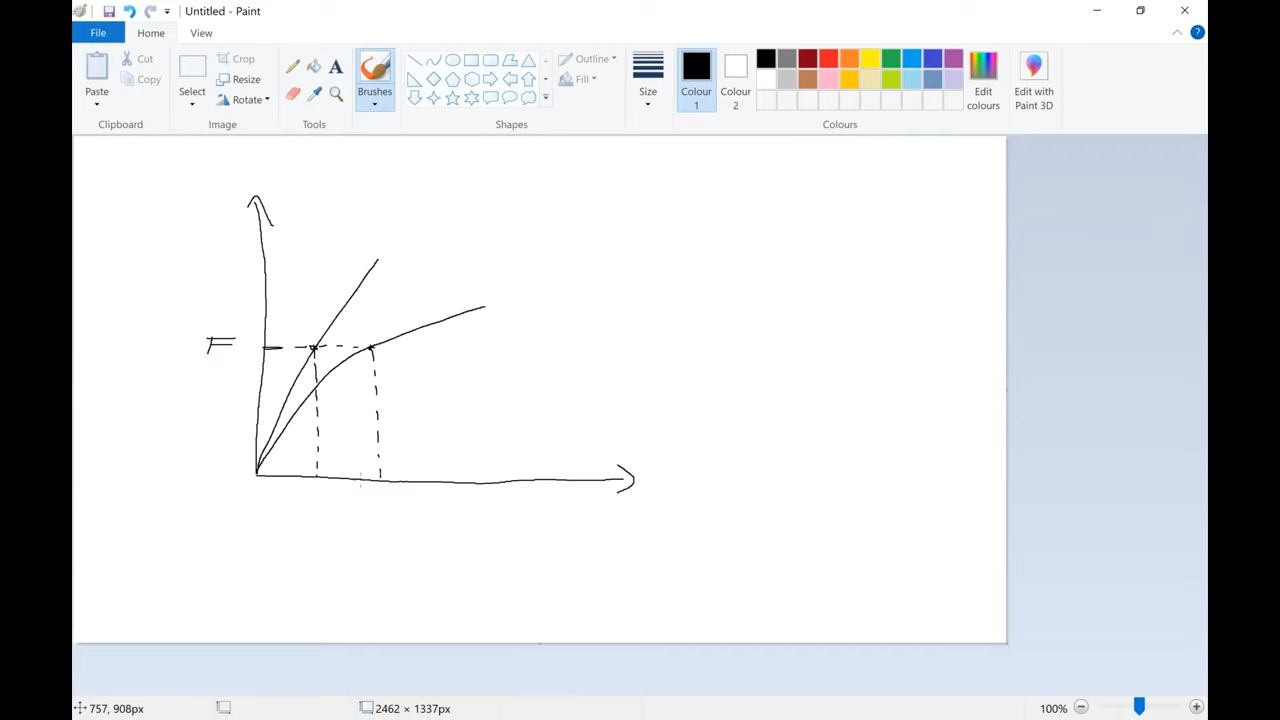 Untitled - Paint
File Home View
Paste
Cut
Copy
Clipboard
Select
Crop
Resize
Rotate
Image
A
Tools
Brushes
Outline
Fill
Shapes
Size
Colour 1
Colour 2
Edit colours
Edit with Paint 3D
Colours
F
757, 908px
2462 × 1337px
100%